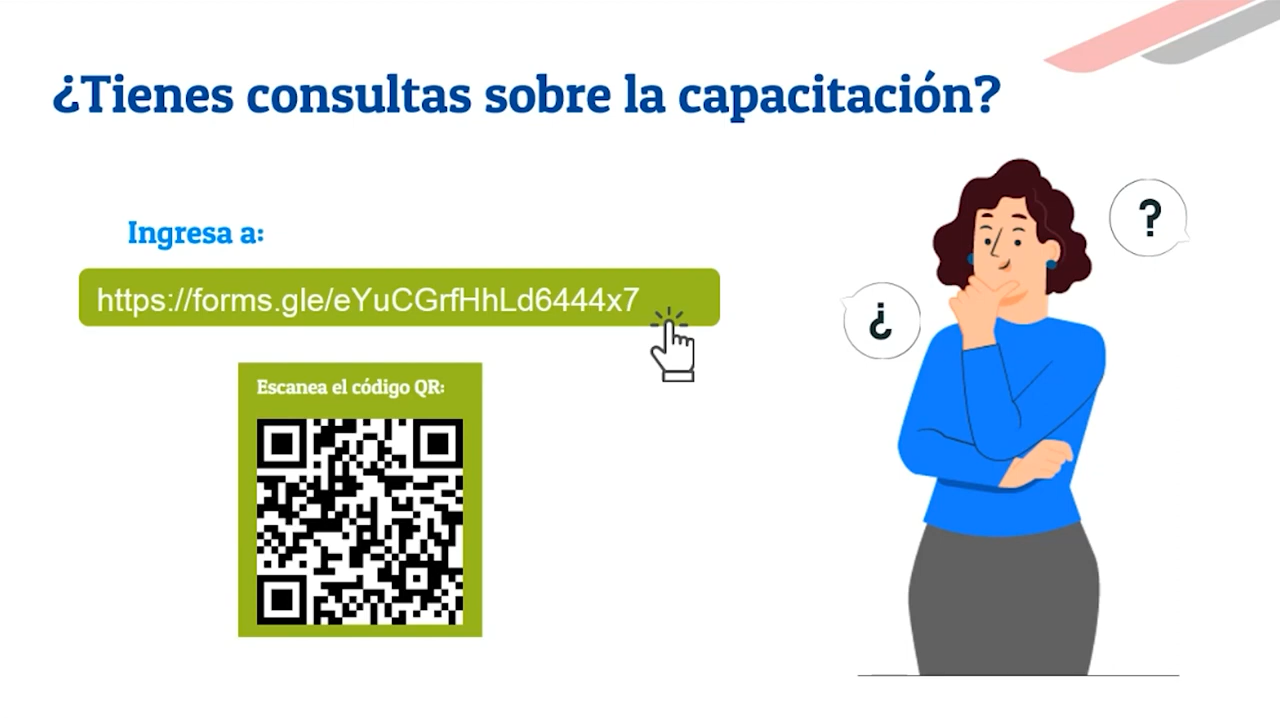 ¿Tienes consultas sobre la capacitación?
Ingresa a:
https://forms.gle/eYuCGrfHhLd6444x7
Escanea el código QR:
?
¿